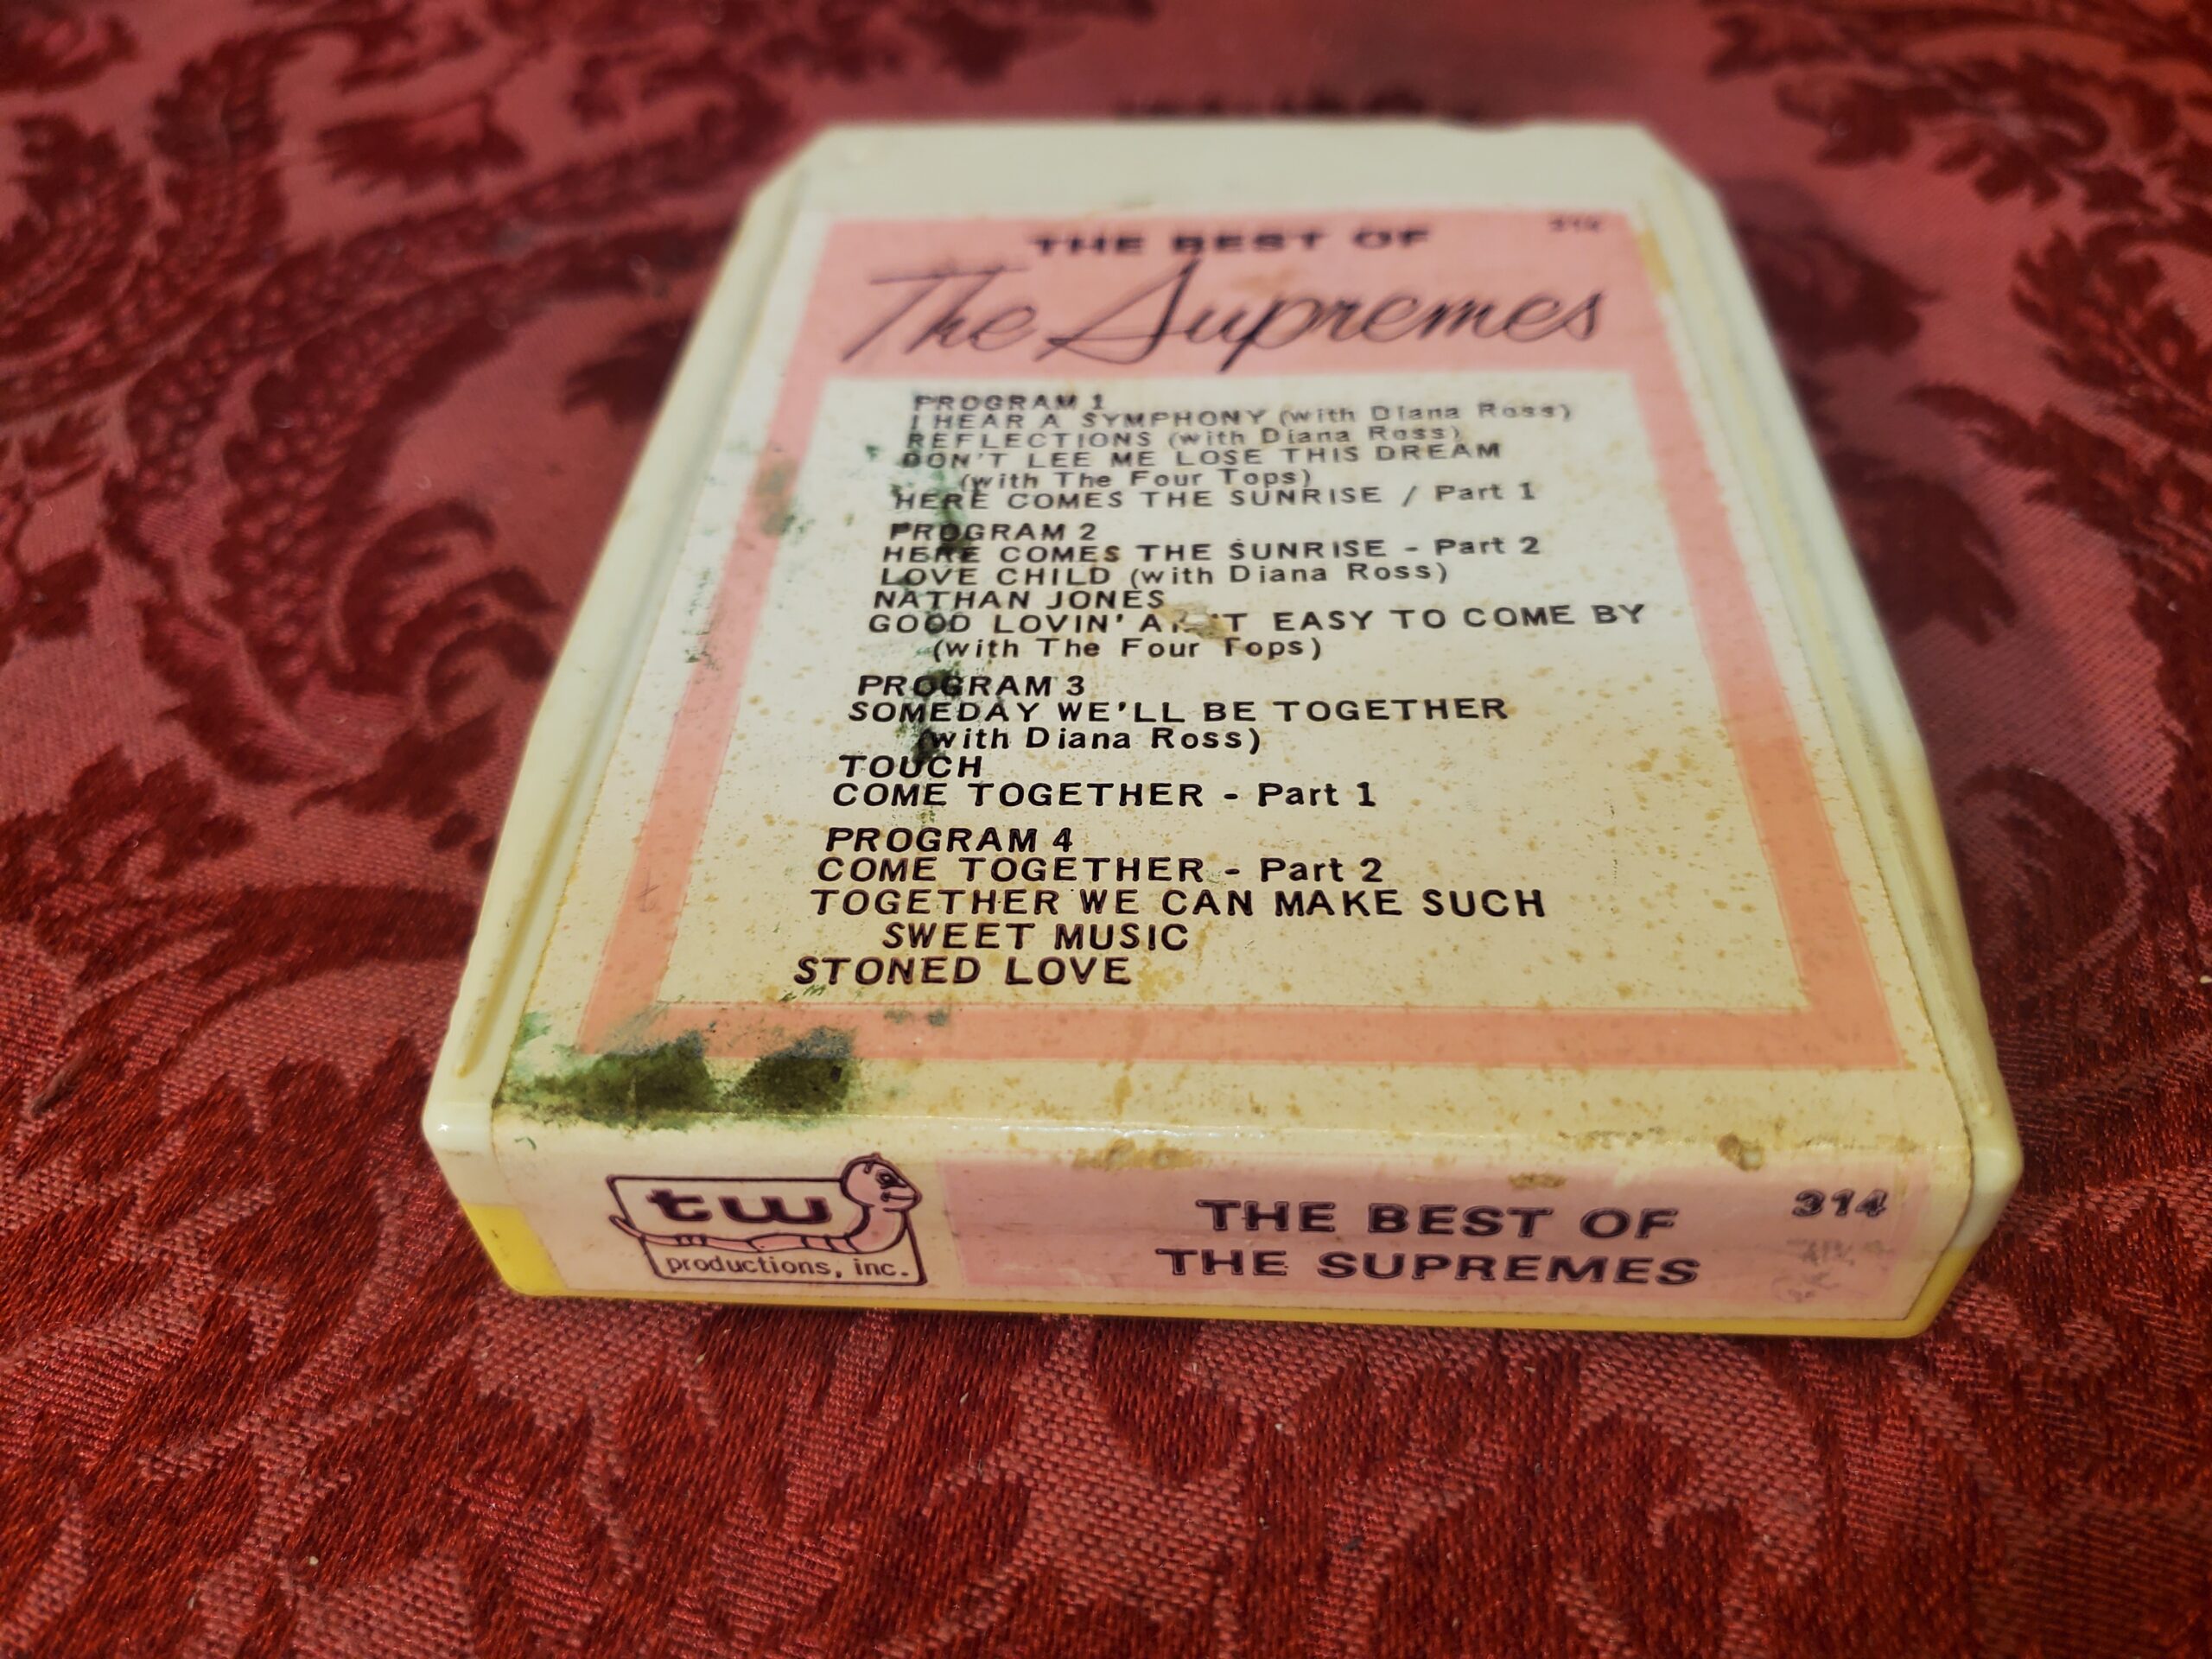 THE BEST OF
The Supremes
PROGRAM 1
I HEAR A SYMPHONY (with Diana Ross)
REFLECTIONS (with Diana Ross)
DON'T LEE ME LOSE THIS DREAM
(with The Four Tops)
HERE COMES THE SUNRISE / Part 1
PROGRAM 2
HERE COMES THE SUNRISE - Part 2
LOVE CHILD (with Diana Ross)
NATHAN JONES
GOOD LOVIN' AIN'T EASY TO COME BY
(with The Four Tops)
PROGRAM 3
SOMEDAY WE'LL BE TOGETHER
(with Diana Ross)
TOUCH
COME TOGETHER - Part 1
PROGRAM 4
COME TOGETHER - Part 2
TOGETHER WE CAN MAKE SUCH
SWEET MUSIC
STONED LOVE
tw
productions, inc.
THE BEST OF
THE SUPREMES
314